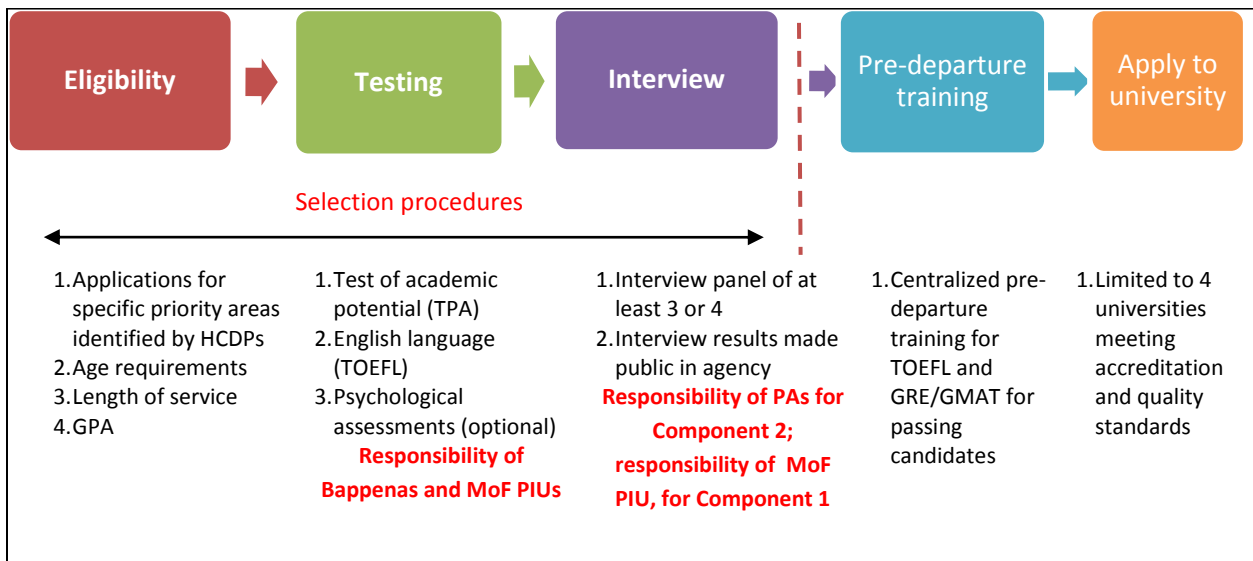 Eligibility
Testing
Interview
Pre-departure
training
Apply to
university
Selection procedures
1.Applications for
specific priority areas
identified by HCDPs
2.Age requirements
3.Length of service
4.GPA
1.Test of academic
potential (TPA)
2.English language
(TOEFL)
3.Psychological
assessments (optional)
Responsibility of
Bappenas and MoF PIUs
1.Interview panel of at
least 3 or 4
2.Interview results made
public in agency
Responsibility of PAs for
Component 2;
responsibility of MoF
PIU, for Component 1
1.Centralized pre-
departure
training for
TOEFL and
GRE/GMAT for
passing
candidates
1.Limited to 4
universities
meeting
accreditation
and quality
standards